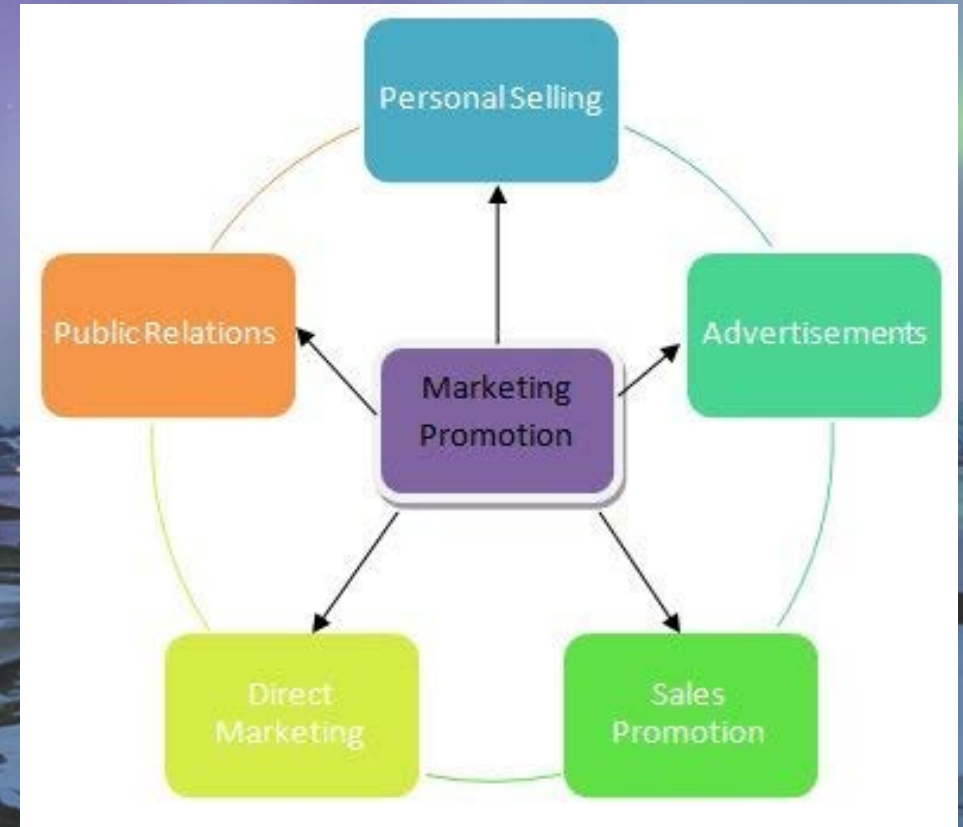 Personal Selling
Public Relations
Advertisements
Marketing
Promotion
Direct
Marketing
Sales
Promotion